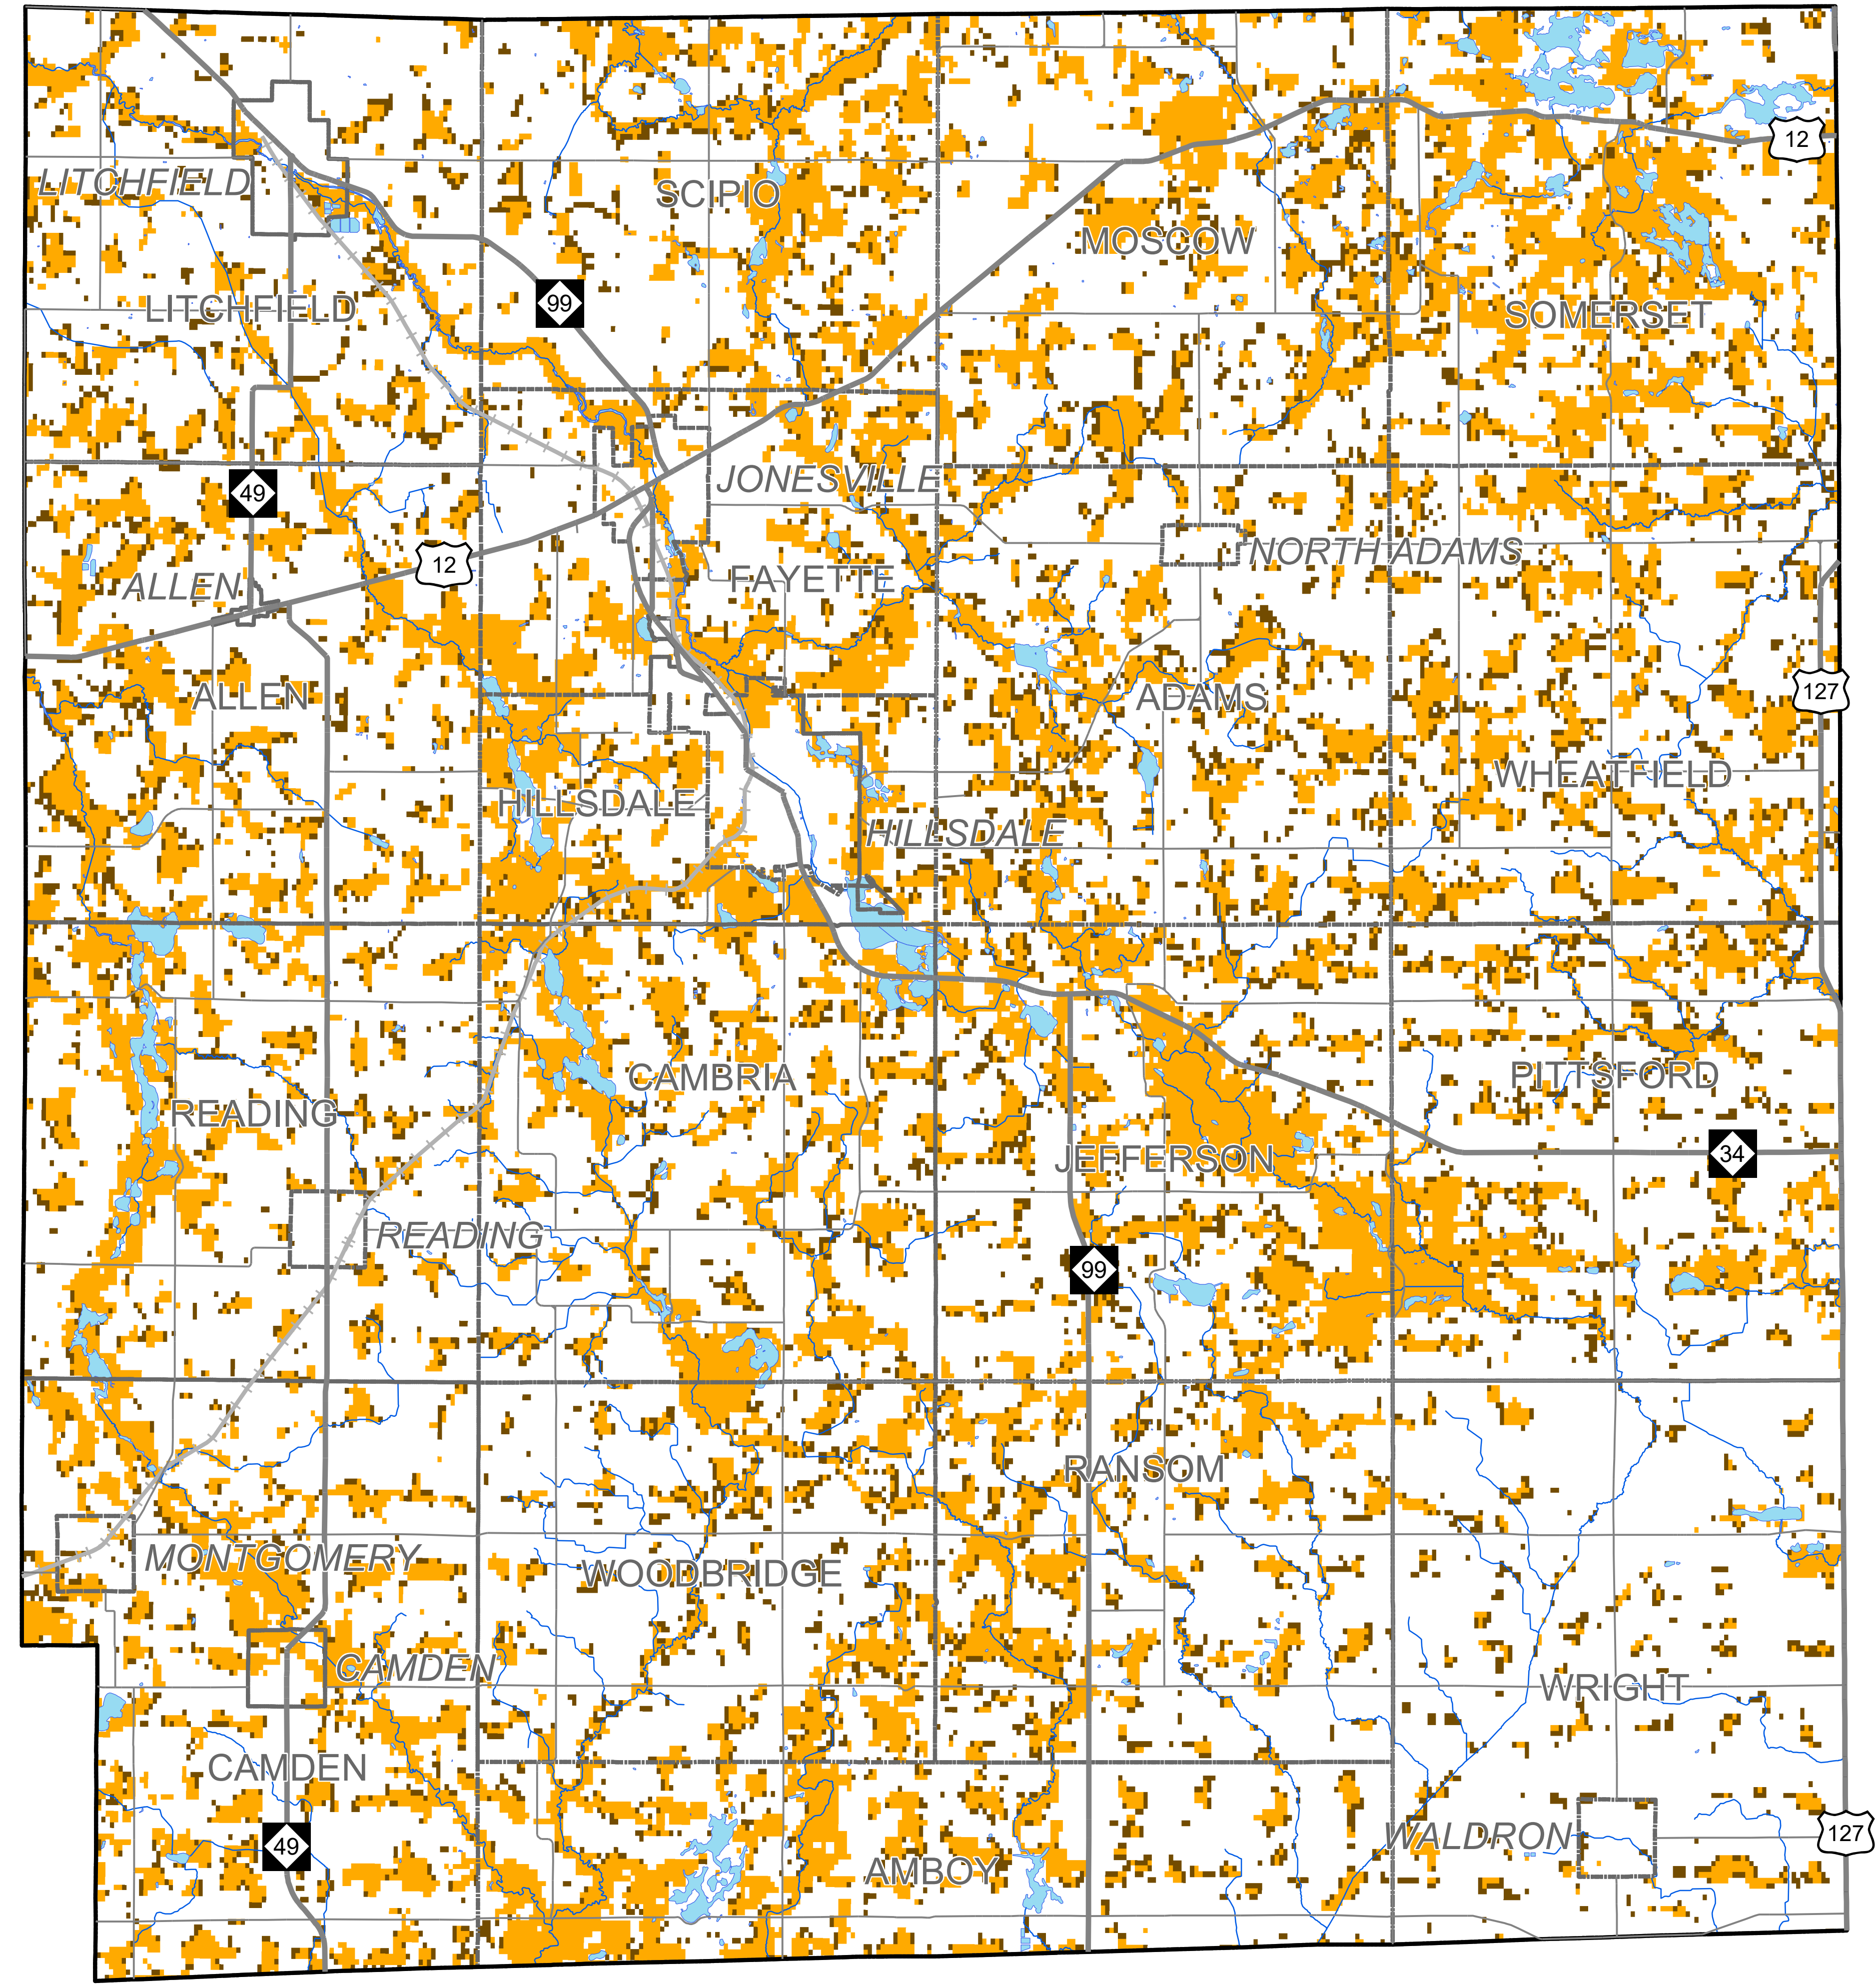 12
LITCHFIELD
SCIPIO
MOSCOW
LITCHFIELD
99
SOMERSET
JONESVILLE
49
12
NORTH ADAMS
ALLEN
FAYETTE
ALLEN
ADAMS
127
WHEATFIELD
HILLSDALE
HILLSDALE
CAMBRIA
PITTSFORD
READING
JEFFERSON
34
READING
99
RANSOM
MONTGOMERY
WOODBRIDGE
CAMDEN
WRIGHT
CAMDEN
WALDRON
127
49
AMBOY